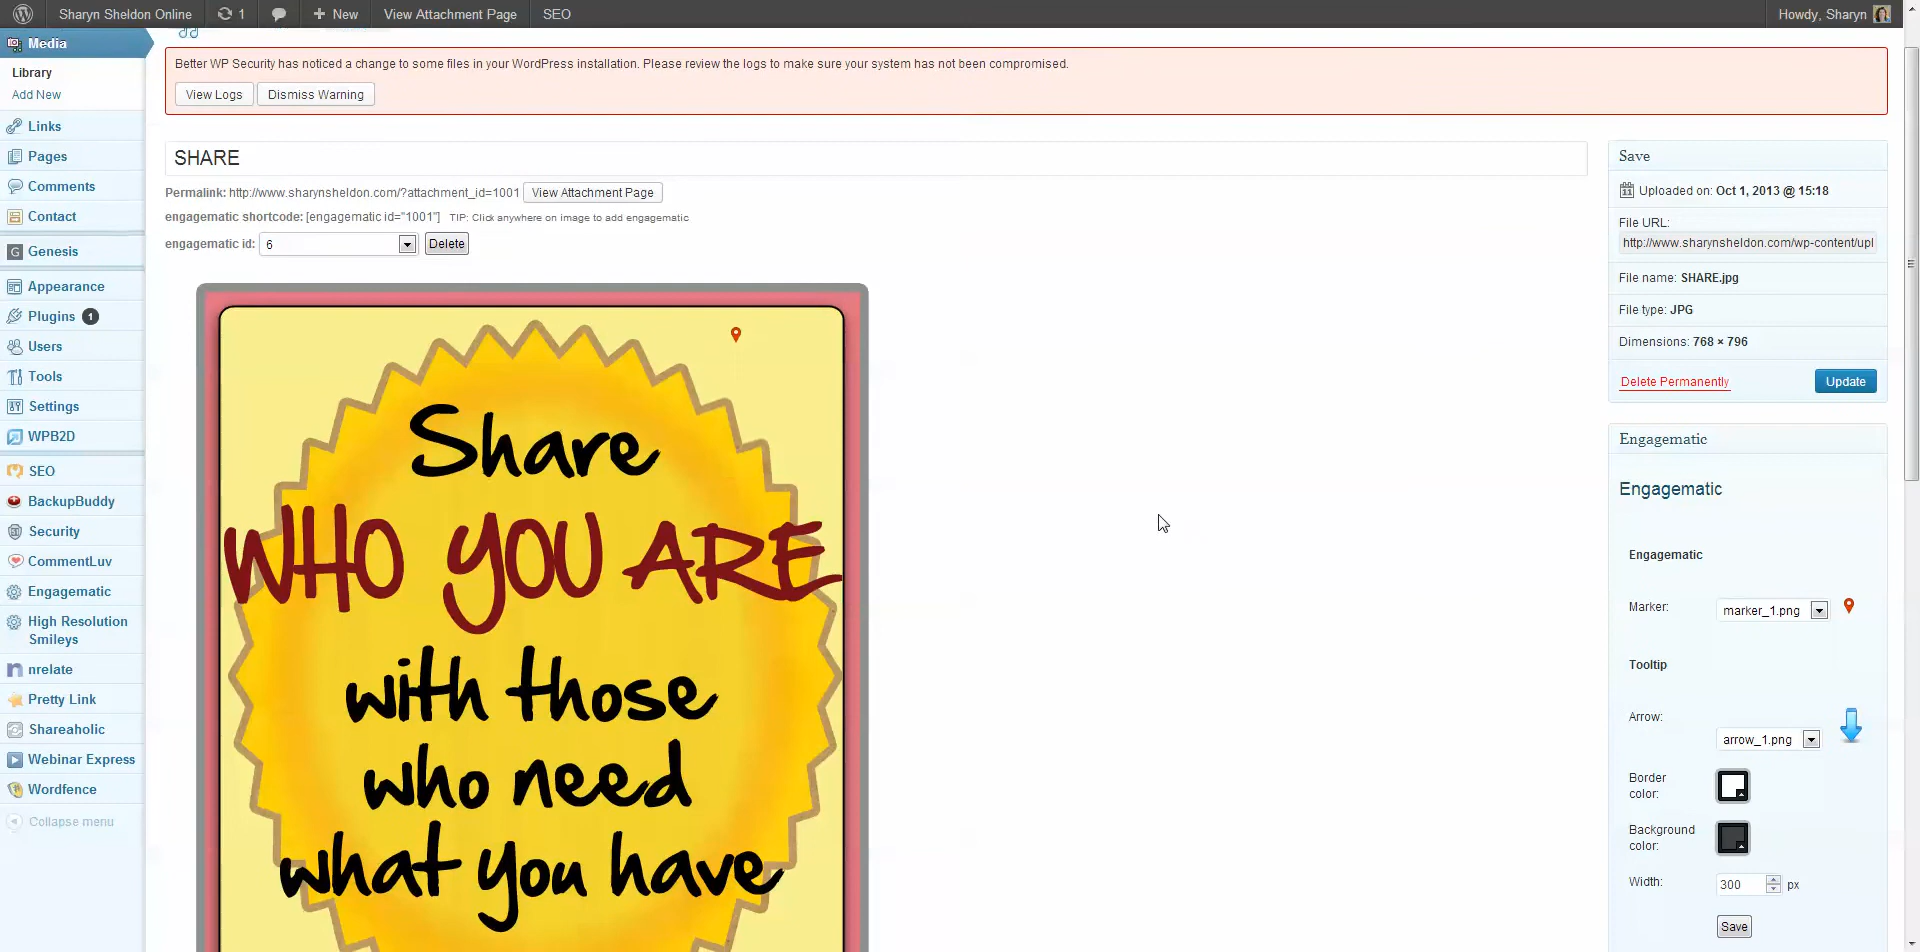 Sharyn Sheldon Online
1
New
View Attachment Page
SEO
Howdy, Sharyn
Media
Library
Add New
Links
Pages
Comments
Contact
Genesis
Appearance
Plugins 1
Users
Tools
Settings
WPB2D
SEO
BackupBuddy
Security
CommentLuv
Engagematic
High Resolution
Smileys
nrelate
Pretty Link
Shareaholic
Webinar Express
Wordfence
Collapse menu
Better WP Security has noticed a change to some files in your WordPress installation. Please review the logs to make sure your system has not been compromised.
View Logs
Dismiss Warning
SHARE
Permalink: http://www.sharynsheldon.com/?attachment_id=1001 View Attachment Page
engagematic shortcode: [engagematic id="1001"] TIP: Click anywhere on image to add engagematic
engagematic id: 6 Delete
Share
WHO YOU ARE
with those
who need
what you have
Save
Uploaded on: Oct 1, 2013 @ 15:18
File URL:
http://www.sharynsheldon.com/wp-content/upl
File name: SHARE.jpg
File type: JPG
Dimensions: 768 × 796
Delete Permanently
Update
Engagematic
Engagematic
Engagematic
Marker: marker_1.png
Tooltip
Arrow:
arrow_1.png
Border
color:
Background
color:
Width: 300 px
Save